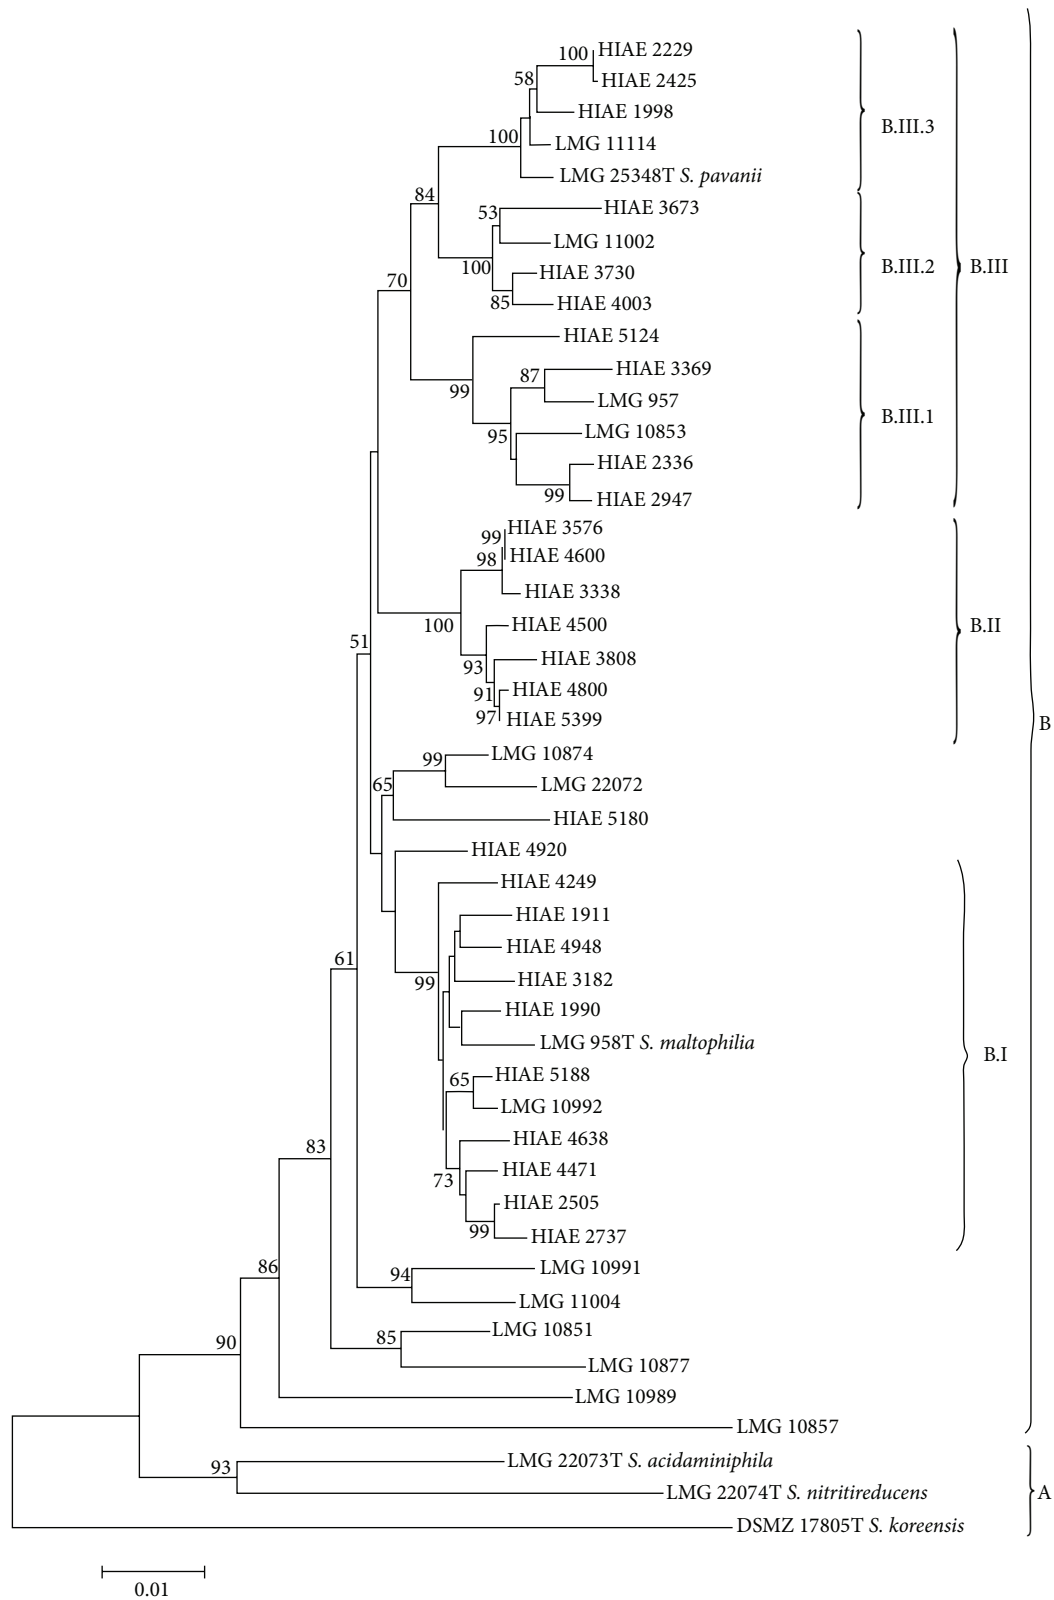 HIAE 2229
100
58
HIAE 2425
HIAE 1998
B.III.3
100
LMG 11114
LMG 25348T S. pavanii
84
HIAE 3673
53
LMG 11002
100
HIAE 3730
B.III.2
B.III
70
85
HIAE 4003
HIAE 5124
87
HIAE 3369
99
LMG 957
B.III.1
95
LMG 10853
HIAE 2336
99
HIAE 2947
HIAE 3576
99
HIAE 4600
98
HIAE 3338
100
HIAE 4500
B.II
51
93
HIAE 3808
91
HIAE 4800
97
HIAE 5399
B
99
LMG 10874
65
LMG 22072
HIAE 5180
HIAE 4920
HIAE 4249
HIAE 1911
HIAE 4948
61
99
HIAE 3182
HIAE 1990
LMG 958T S. maltophilia
B.I
65
HIAE 5188
LMG 10992
83
HIAE 4638
73
HIAE 4471
HIAE 2505
99
HIAE 2737
86
94
LMG 10991
LMG 11004
90
85
LMG 10851
LMG 10877
LMG 10989
LMG 10857
93
LMG 22073T S. acidaminiphila
LMG 22074T S. nitritireducens
A
DSMZ 17805T S. koreensis
0.01